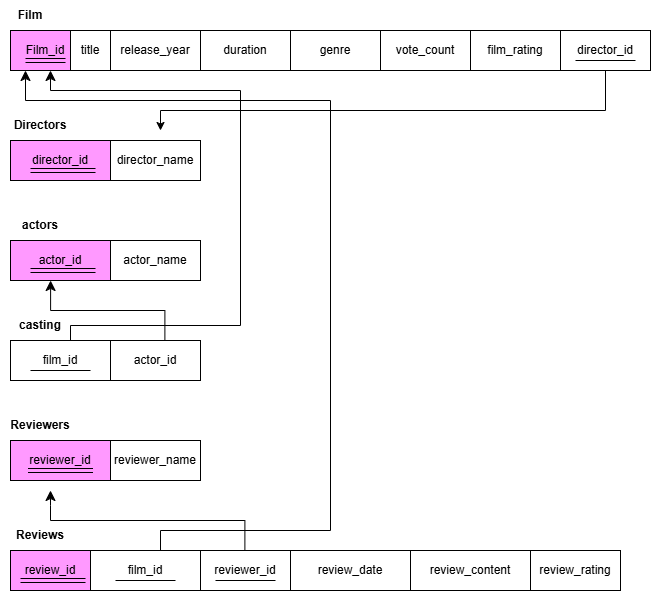 Film
Film_id title release_year duration genre vote_count film_rating director_id
Directors
director_id director_name
actors
actor_id actor_name
casting
film_id actor_id
Reviewers
reviewer_id reviewer_name
Reviews
review_id film_id reviewer_id review_date review_content review_rating